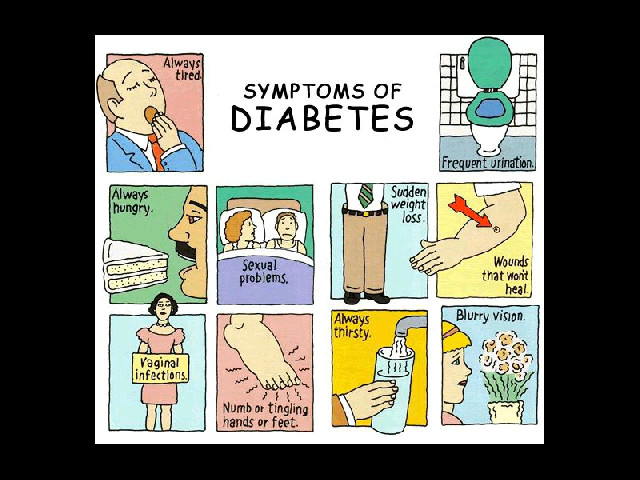 Always
tired.
SYMPTOMS OF
DIABETES
Frequent urination.
Always
hungry.
Sexual
problems.
Sudden
weight
loss.
Wounds
that won't
heal.
Vaginal
infections.
Numb or tingling
hands or feet.
Always
thirsty.
Blurry vision.